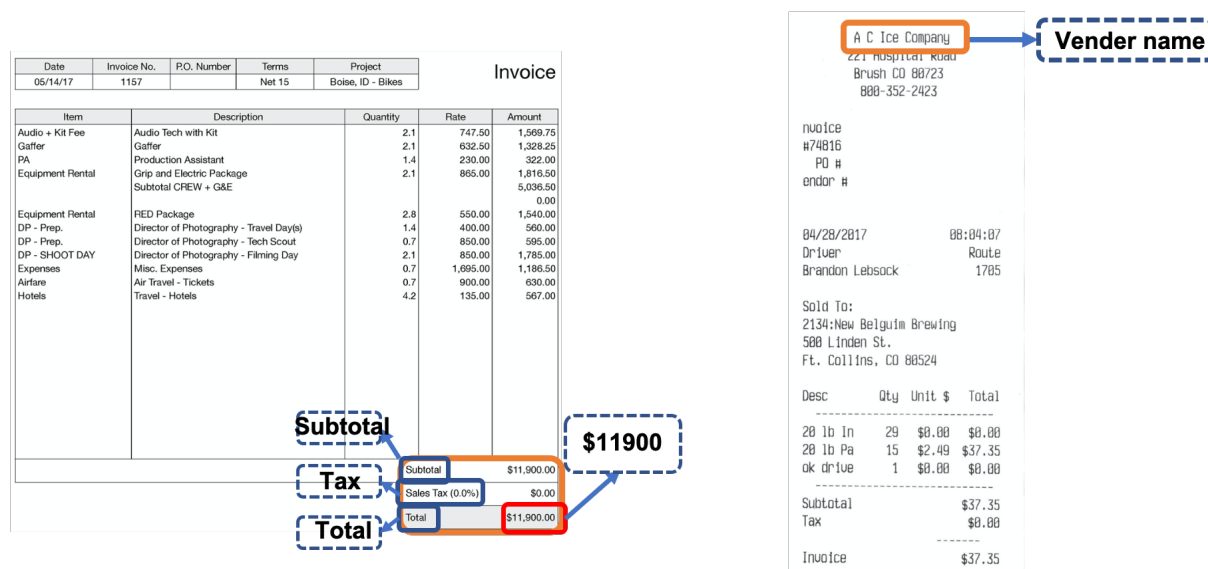 Date Invoice No. P.O. Number Terms Project
05/14/17 1157 Net 15 Boise, ID - Bikes
Invoice
Item Description Quantity Rate Amount
Audio + Kit Fee Audio Tech with Kit 2.1 747.50 1,569.75
Gaffer Gaffer 2.1 632.50 1,328.25
PA Production Assistant 1.4 230.00 322.00
Equipment Rental Grip and Electric Package 2.1 865.00 1,816.50
Subtotal CREW + G&E 5,036.50
0.00
Equipment Rental RED Package 2.8 550.00 1,540.00
DP - Prep. Director of Photography - Travel Day(s) 1.4 400.00 560.00
DP - Prep. Director of Photography - Tech Scout 0.7 850.00 595.00
DP - SHOOT DAY Director of Photography - Filming Day 2.1 850.00 1,785.00
Expenses Misc. Expenses 0.7 1,695.00 1,186.50
Airfare Air Travel - Tickets 0.7 900.00 630.00
Hotels Travel - Hotels 4.2 135.00 567.00
Subtotal
Tax
Total
Subtotal $11,900.00
Sales Tax (0.0%) $0.00
Total $11,900.00
$11900
A C Ice Company
Vender name
221 Hospital Road
Brush CO 80723
800-352-2423
nvoice
#74816
PO #
endor #
04/28/2017 08:04:07
Driver Route
Brandon Lebsock 1705
Sold To:
2134:New Belguim Brewing
500 Linden St.
Ft. Collins, CO 80524
Desc Qty Unit $ Total
20 lb In 29 $0.00 $0.00
20 lb Pa 15 $2.49 $37.35
ok drive 1 $0.00 $0.00
Subtotal $37.35
Tax $0.00
Invoice $37.35